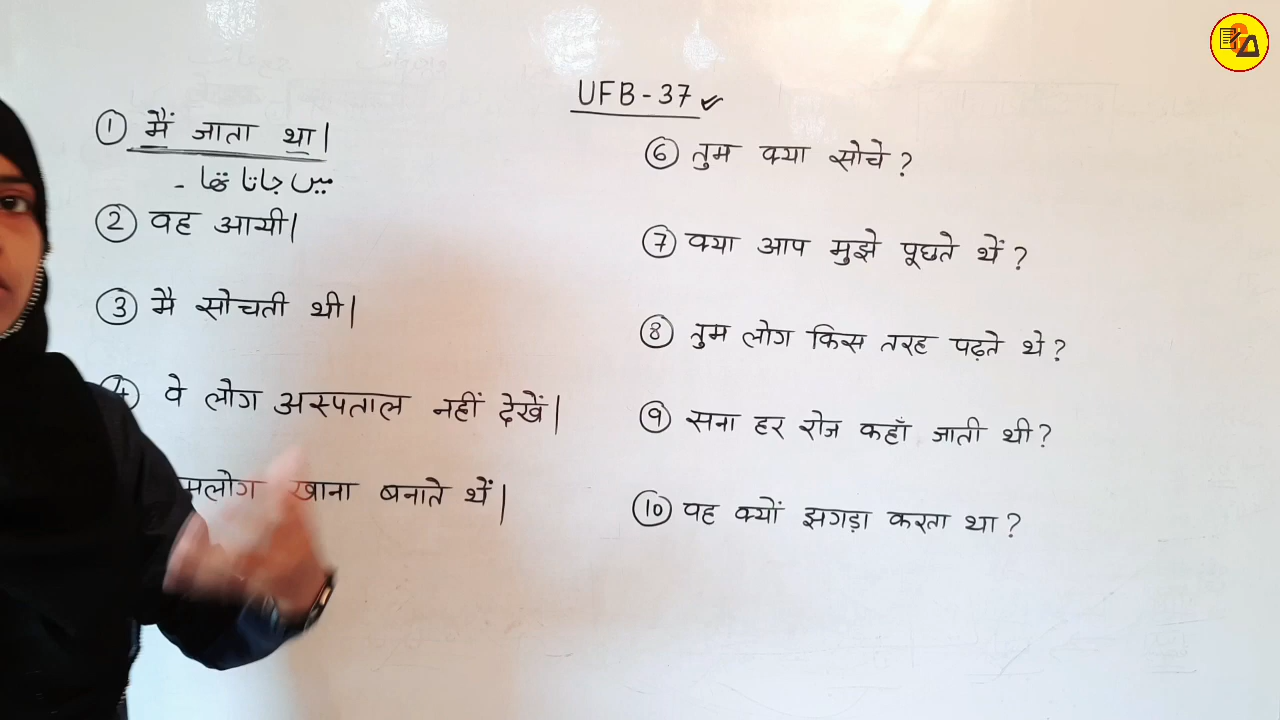 UFB-37 ✓
① मैं जाता था|
میں جاتا تھا -
② वह आयी|
③ मै सोचती थी|
④ वे लोग अस्पताल नहीं देखें|
खाना बनाते थें|
⑥ तुम क्या सोचे?
⑦ क्या आप मुझे पूछते थें?
⑧ तुम लोग किस तरह पढ़ते थे?
⑨ सना हर रोज कहाँ जाती थी?
⑩ वह क्यों झगड़ा करता था?